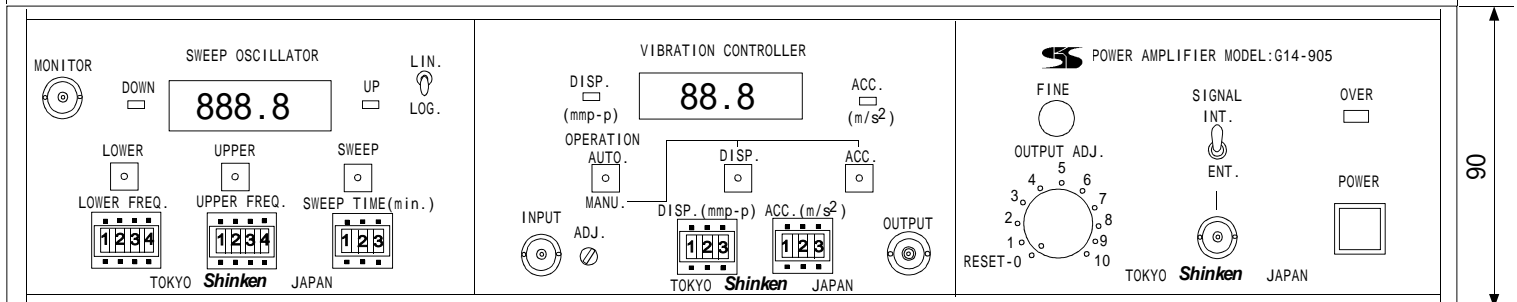 SWEEP OSCILLATOR
MONITOR
DOWN
888.8
UP
LIN.
LOG.
LOWER
UPPER
SWEEP
LOWER FREQ.
UPPER FREQ.
SWEEP TIME(min.)
1234
1234
123
TOKYO Shinken JAPAN
VIBRATION CONTROLLER
DISP.
(mmp-p)
88.8
ACC.
(m/s²)
OPERATION
AUTO.
MANU.
DISP.
ACC.
INPUT
ADJ.
DISP.(mmp-p)
ACC.(m/s²)
123
123
OUTPUT
TOKYO Shinken JAPAN
POWER AMPLIFIER MODEL:G14-905
FINE
SIGNAL
INT.
ENT.
OVER
OUTPUT ADJ.
RESET-0
1
2
3
4
5
6
7
8
9
10
POWER
TOKYO Shinken JAPAN
90